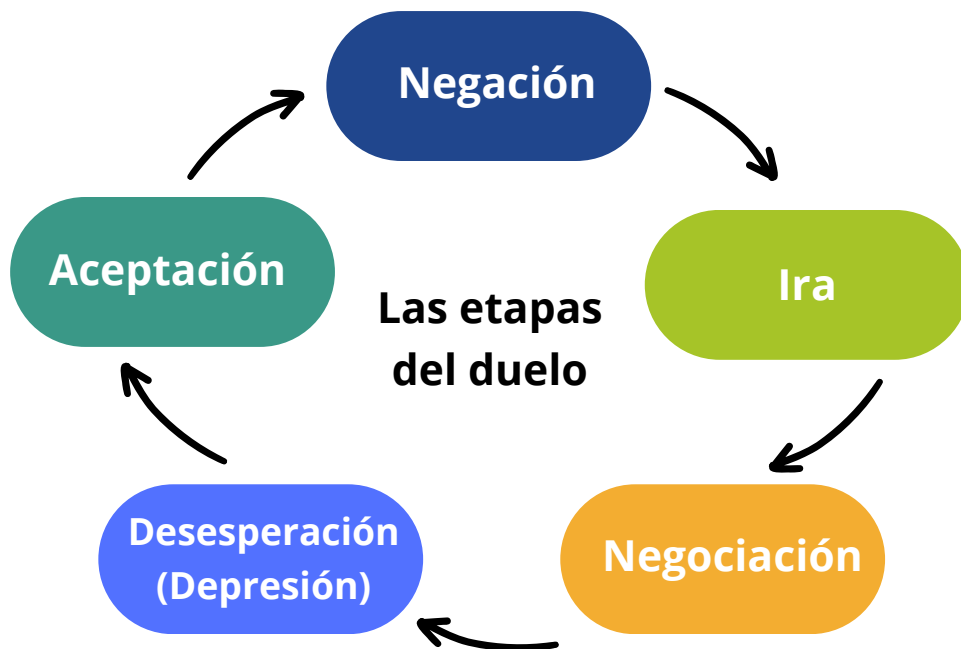 Negación
Ira
Negociación
Desesperación
(Depresión)
Aceptación
Las etapas
del duelo